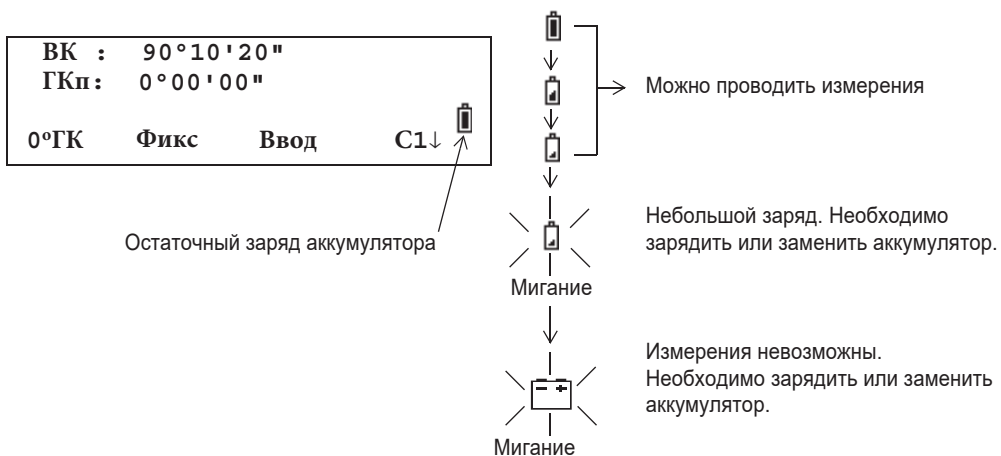 ВК : 90°10'20"
ГКп: 0°00'00"
0°ГК Фикс Ввод С1↓
Остаточный заряд аккумулятора
Можно проводить измерения
Небольшой заряд. Необходимо
зарядить или заменить аккумулятор.
Мигание
Измерения невозможны.
Необходимо зарядить или заменить
аккумулятор.
Мигание